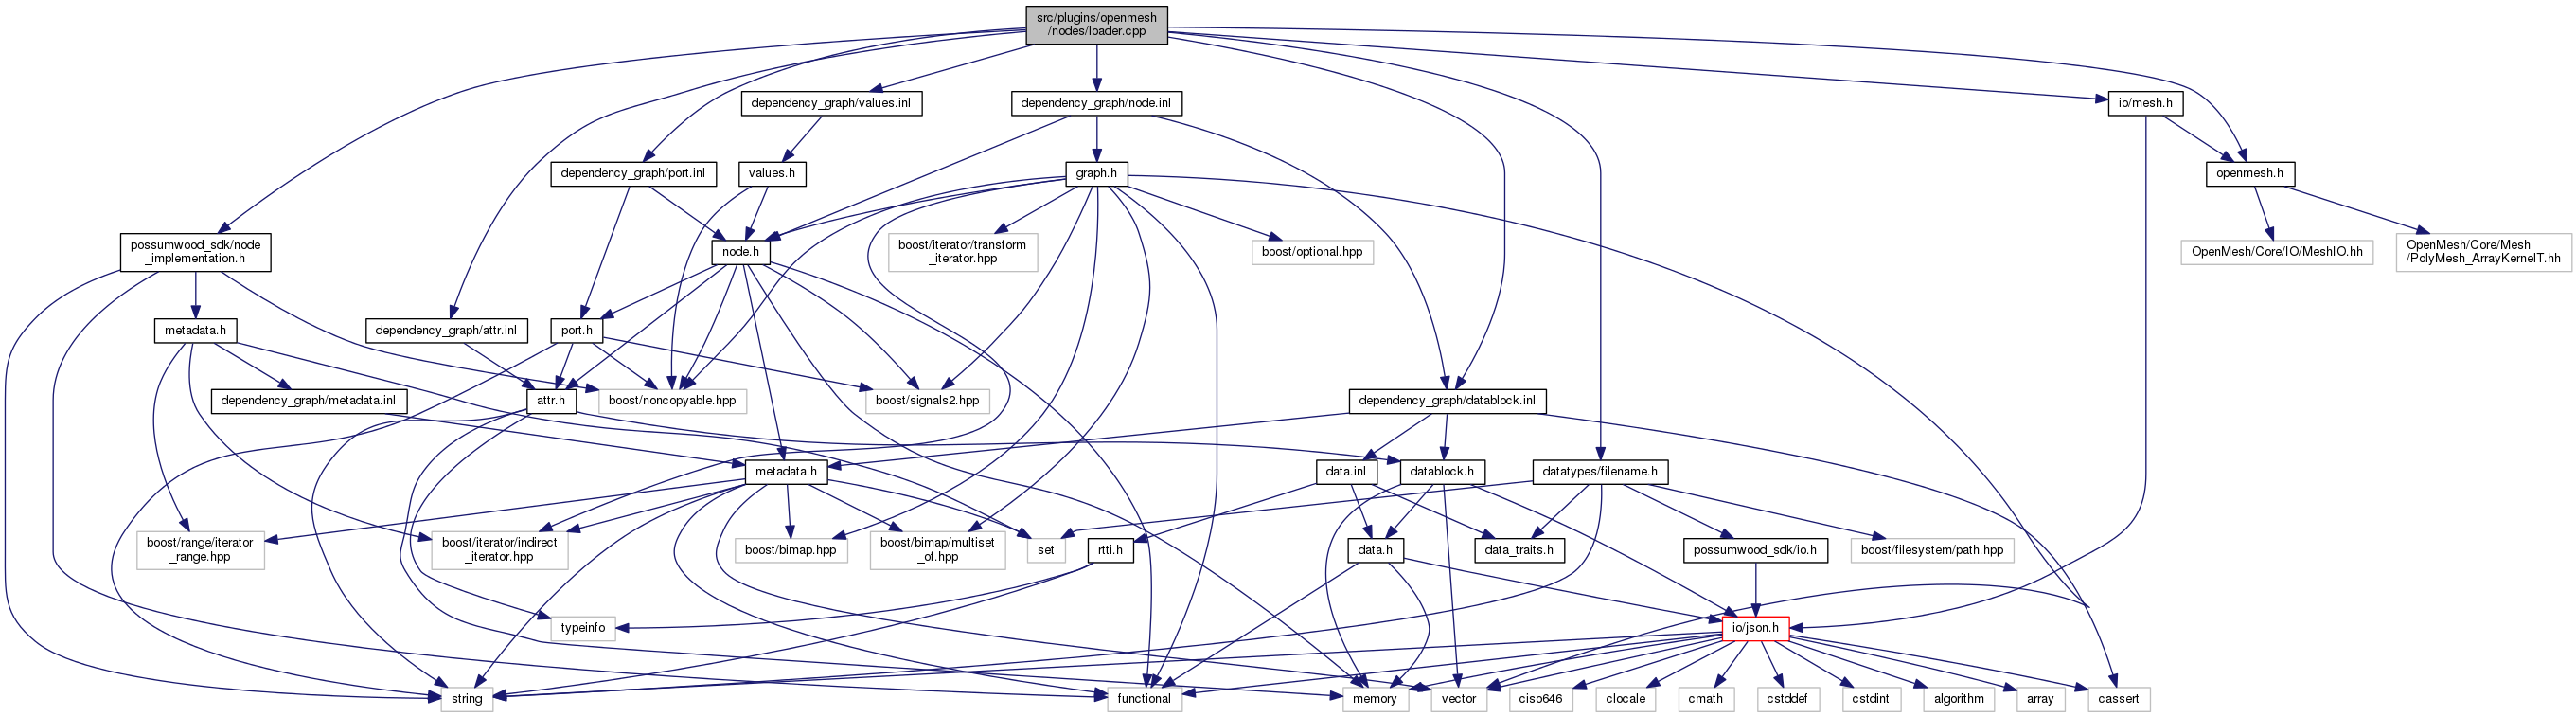 src/plugins/openmesh
/nodes/loader.cpp
dependency_graph/values.inl
dependency_graph/node.inl
io/mesh.h
dependency_graph/port.inl
values.h
graph.h
openmesh.h
possumwood_sdk/node
_implementation.h
node.h
boost/iterator/transform
_iterator.hpp
boost/optional.hpp
OpenMesh/Core/IO/MeshIO.hh
OpenMesh/Core/Mesh
/PolyMesh_ArrayKernelT.hh
metadata.h
dependency_graph/attr.inl
port.h
dependency_graph/metadata.inl
attr.h
boost/noncopyable.hpp
boost/signals2.hpp
dependency_graph/datablock.inl
metadata.h
data.inl
datablock.h
datatypes/filename.h
boost/range/iterator
_range.hpp
boost/iterator/indirect
_iterator.hpp
boost/bimap.hpp
boost/bimap/multiset
_of.hpp
set
rtti.h
data.h
data_traits.h
possumwood_sdk/io.h
boost/filesystem/path.hpp
typeinfo
io/json.h
string
functional
memory
vector
ciso646
clocale
cmath
cstddef
cstdint
algorithm
array
cassert